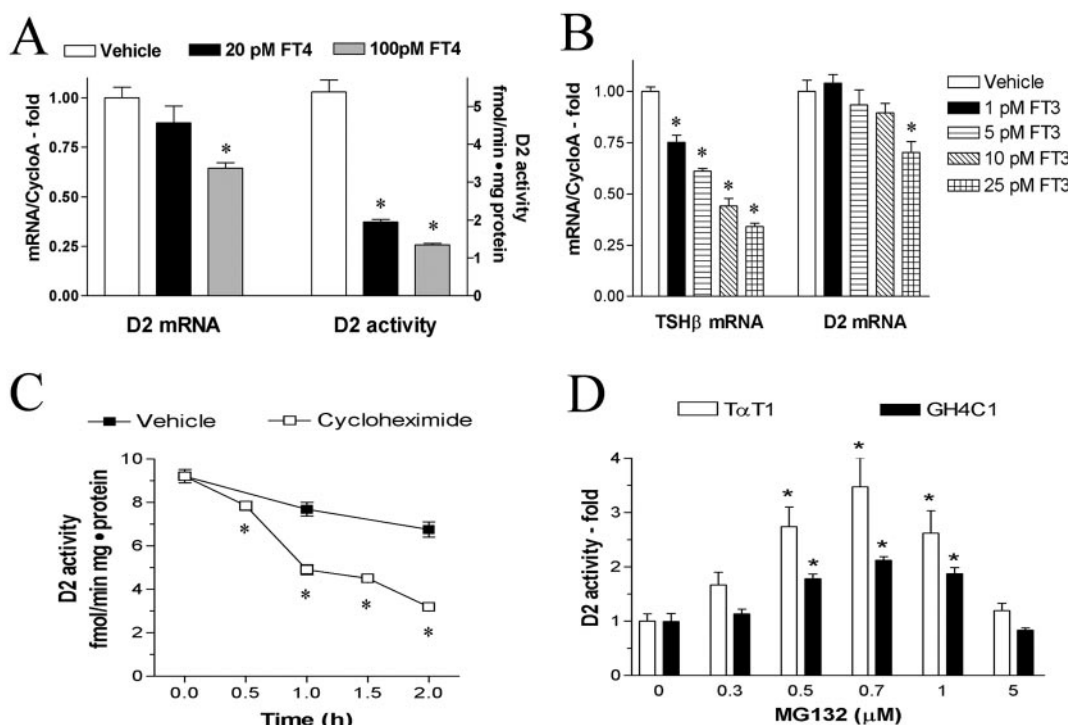 A
Vehicle 20 pM FT4 100pM FT4
mRNA/CycloA - fold
1.00
0.75
0.50
0.25
0.00
*
*
*
5
4
3
2
1
0
D2 activity
fmol/min•mg protein
D2 mRNA D2 activity
B
mRNA/CycloA - fold
1.00
0.75
0.50
0.25
0.00
*
*
*
*
*
TSHβ mRNA D2 mRNA
Vehicle
1 pM FT3
5 pM FT3
10 pM FT3
25 pM FT3
C
Vehicle Cycloheximide
D2 activity
fmol/min mg•protein
10
8
6
4
2
0
*
*
*
*
0.0 0.5 1.0 1.5 2.0
Time (h)
D
TαT1 GH4C1
D2 activity - fold
4
3
2
1
0
*
*
*
*
*
*
0 0.3 0.5 0.7 1 5
MG132 (μM)